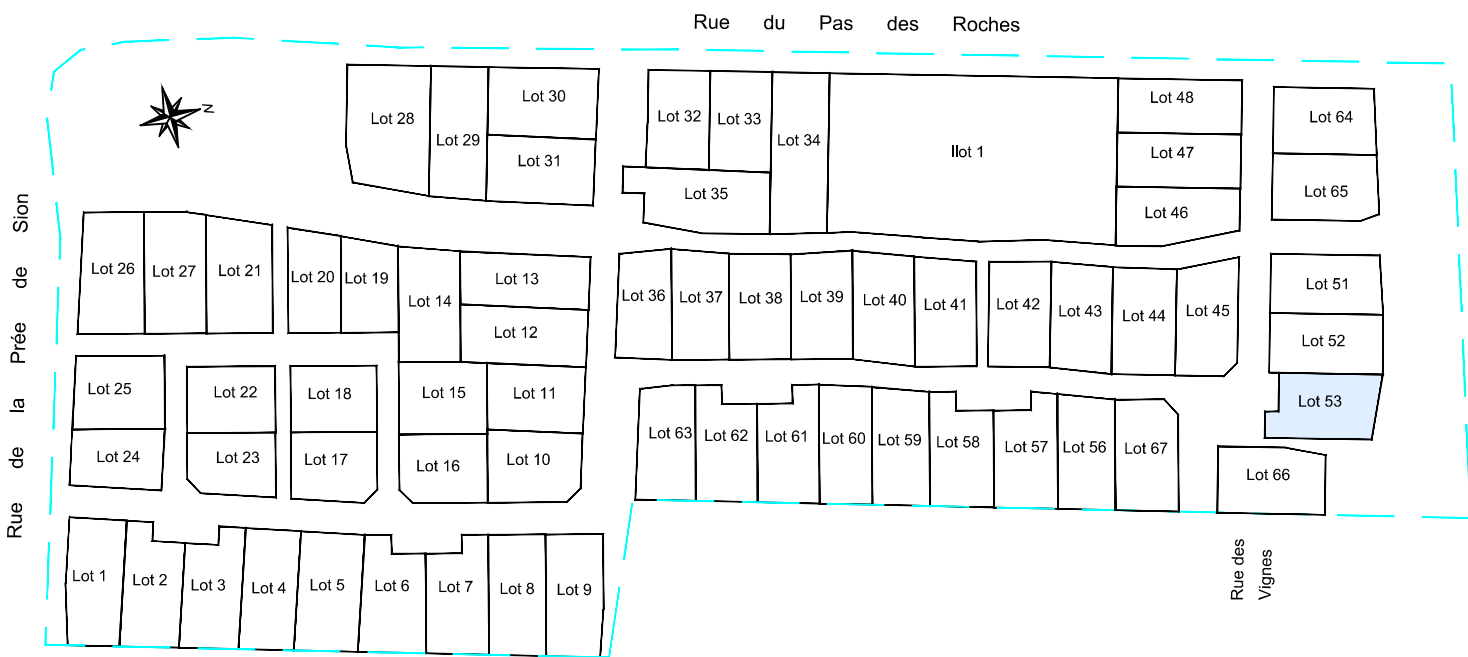 Rue du Pas des Roches
N
Rue de la Prée de Sion
Lot 28
Lot 29
Lot 30
Lot 31
Lot 32
Lot 33
Lot 34
Lot 35
Ilot 1
Lot 48
Lot 47
Lot 46
Lot 64
Lot 65
Lot 26
Lot 27
Lot 21
Lot 20
Lot 19
Lot 14
Lot 13
Lot 12
Lot 36
Lot 37
Lot 38
Lot 39
Lot 40
Lot 41
Lot 42
Lot 43
Lot 44
Lot 45
Lot 51
Lot 52
Lot 53
Lot 25
Lot 24
Lot 22
Lot 23
Lot 18
Lot 17
Lot 15
Lot 16
Lot 11
Lot 10
Lot 63
Lot 62
Lot 61
Lot 60
Lot 59
Lot 58
Lot 57
Lot 56
Lot 67
Lot 66
Lot 1
Lot 2
Lot 3
Lot 4
Lot 5
Lot 6
Lot 7
Lot 8
Lot 9
Rue des
Vignes